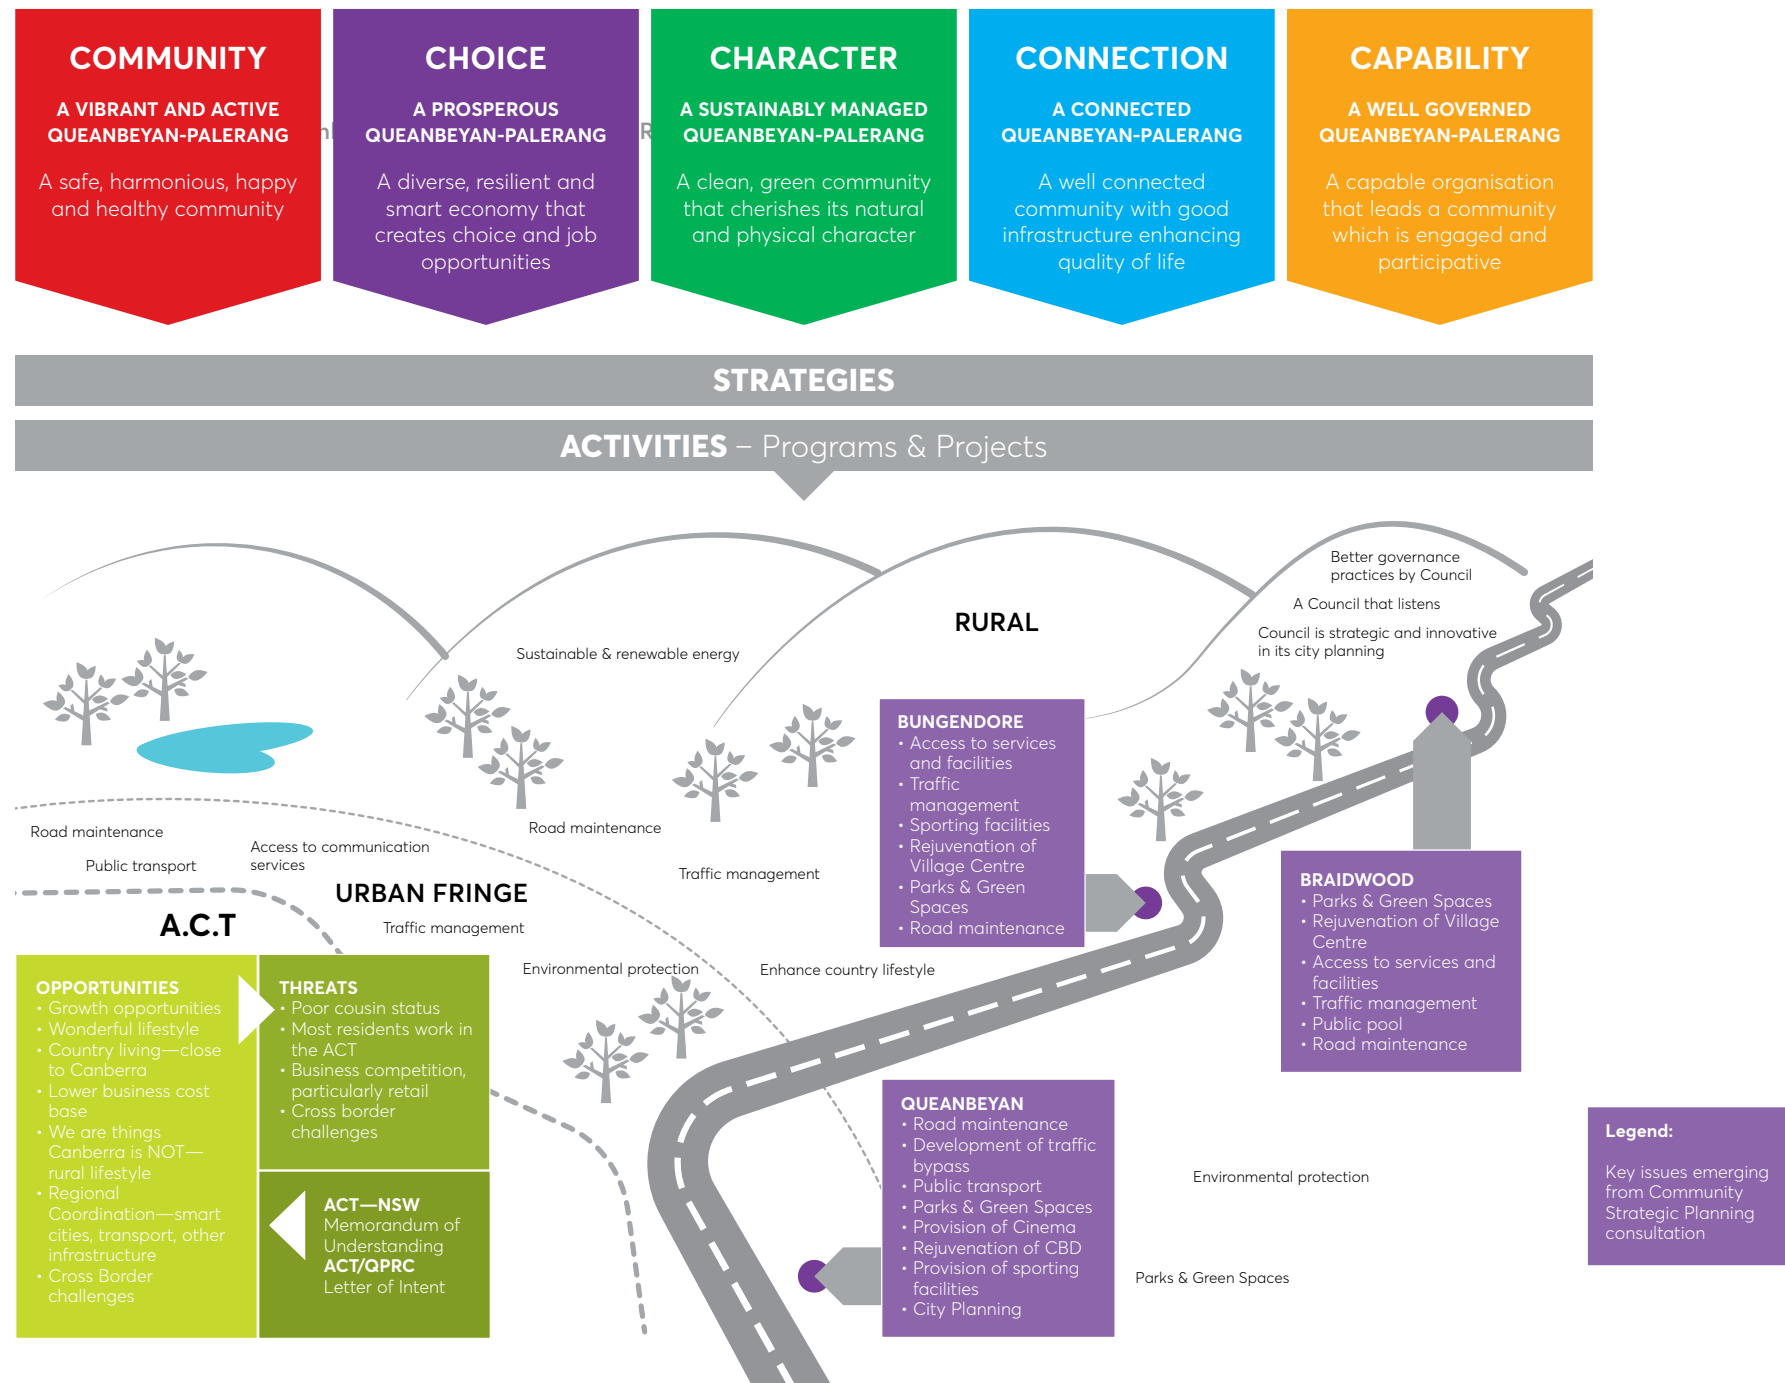 COMMUNITY
A VIBRANT AND ACTIVE
QUEANBEYAN-PALERANG
A safe, harmonious, happy
and healthy community
CHOICE
A PROSPEROUS
QUEANBEYAN-PALERANG
A diverse, resilient and
smart economy that
creates choice and job
opportunities
CHARACTER
A SUSTAINABLY MANAGED
QUEANBEYAN-PALERANG
A clean, green community
that cherishes its natural
and physical character
CONNECTION
A CONNECTED
QUEANBEYAN-PALERANG
A well connected
community with good
infrastructure enhancing
quality of life
CAPABILITY
A WELL GOVERNED
QUEANBEYAN-PALERANG
A capable organisation
that leads a community
which is engaged and
participative
STRATEGIES
ACTIVITIES – Programs & Projects
Better governance
practices by Council
A Council that listens
Council is strategic and innovative
in its city planning
RURAL
Sustainable & renewable energy
Road maintenance
Public transport
Access to communication
services
URBAN FRINGE
Traffic management
Road maintenance
Traffic management
A.C.T
Environmental protection
Enhance country lifestyle
BUNGENDORE
• Access to services
and facilities
• Traffic
management
• Sporting facilities
• Rejuvenation of
Village Centre
• Parks & Green
Spaces
• Road maintenance
BRAIDWOOD
• Parks & Green Spaces
• Rejuvenation of Village
Centre
• Access to services and
facilities
• Traffic management
• Public pool
• Road maintenance
OPPORTUNITIES
• Growth opportunities
• Wonderful lifestyle
• Country living—close
to Canberra
• Lower business cost
base
• We are things
Canberra is NOT—
rural lifestyle
• Regional
Coordination—smart
cities, transport, other
infrastructure
• Cross Border
challenges
THREATS
• Poor cousin status
• Most residents work in
the ACT
• Business competition,
particularly retail
• Cross border
challenges
ACT—NSW
Memorandum of
Understanding
ACT/QPRC
Letter of Intent
QUEANBEYAN
• Road maintenance
• Development of traffic
bypass
• Public transport
• Parks & Green Spaces
• Provision of Cinema
• Rejuvenation of CBD
• Provision of sporting
facilities
• City Planning
Environmental protection
Parks & Green Spaces
Legend:
Key issues emerging
from Community
Strategic Planning
consultation